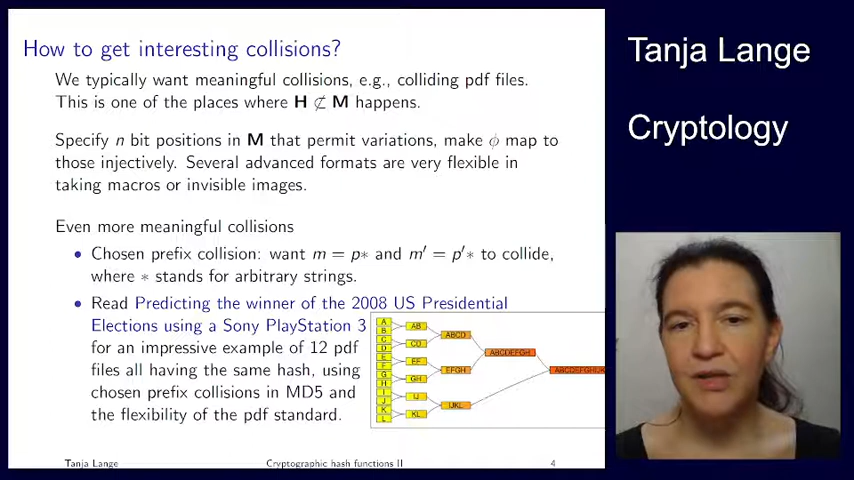 How to get interesting collisions?
We typically want meaningful collisions, e.g., colliding pdf files.
This is one of the places where H ⊄ M happens.
Specify n bit positions in M that permit variations, make ϕ map to
those injectively. Several advanced formats are very flexible in
taking macros or invisible images.
Even more meaningful collisions
• Chosen prefix collision: want m = p∗ and m′ = p′∗ to collide,
where ∗ stands for arbitrary strings.
• Read Predicting the winner of the 2008 US Presidential
Elections using a Sony PlayStation 3
for an impressive example of 12 pdf
files all having the same hash, using
chosen prefix collisions in MD5 and
the flexibility of the pdf standard.
A
B
C
D
E
F
G
H
I
J
K
L
AB
CD
EF
GH
IJ
KL
ABCD
EFGH
IJKL
ABCDEFGH
ABCDEFGHIJK
Tanja Lange
Cryptographic hash functions II
4
Tanja Lange
Cryptology